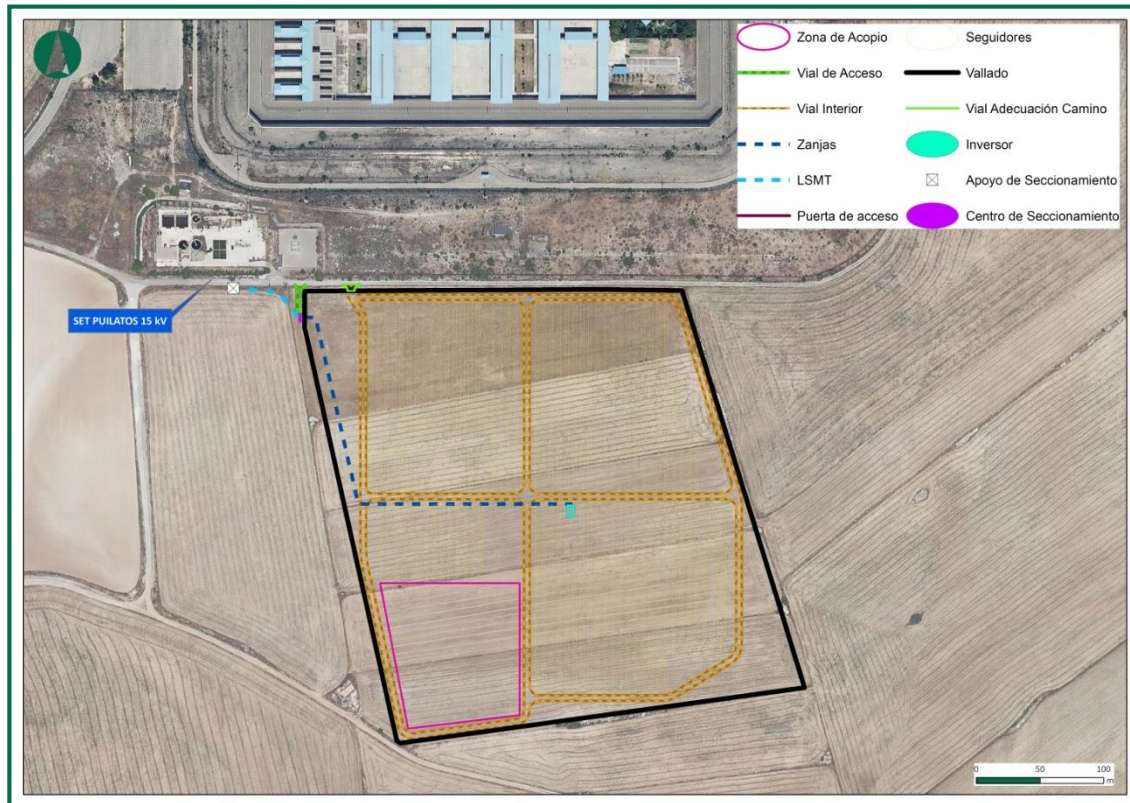 Zona de Acopio
Seguidores
Vial de Acceso
Vallado
Vial Interior
Vial Adecuación Camino
Zanjas
Inversor
LSMT
Apoyo de Seccionamiento
Puerta de acceso
Centro de Seccionamiento
SET PUILATOS 15 kV
0 50 100
m